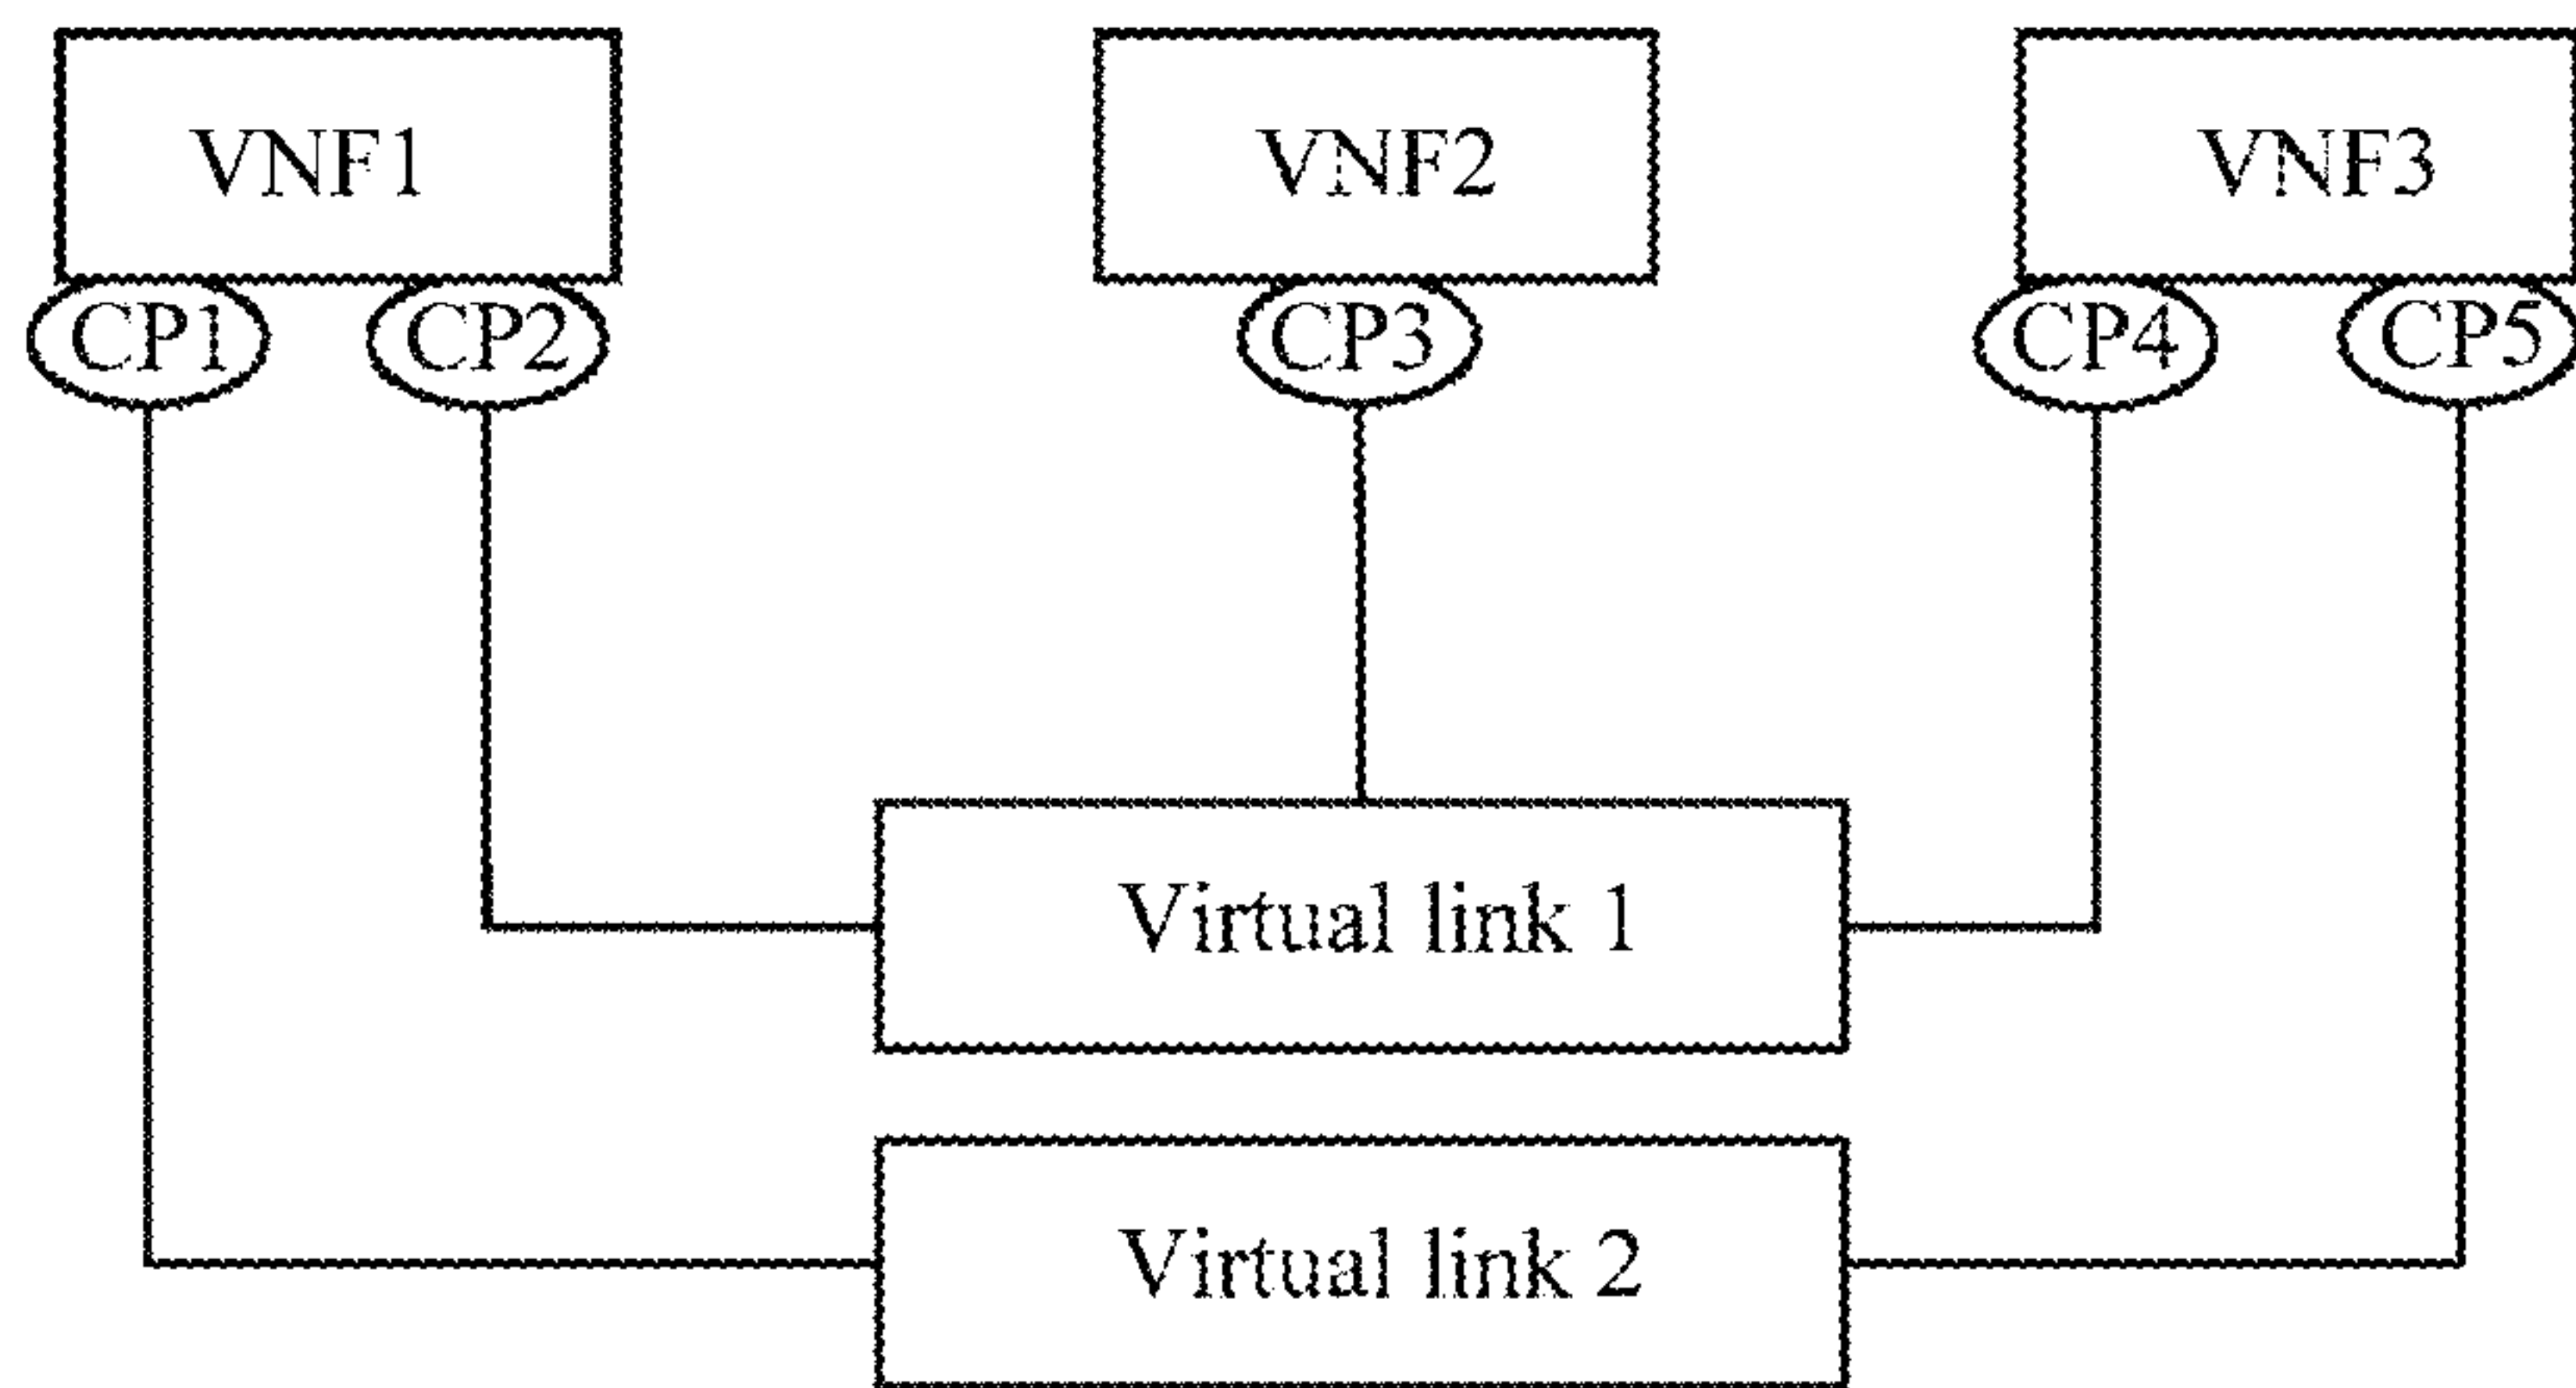 VNF1
VNF2
VNF3
CP1
CP2
CP3
CP4
CP5
Virtual link 1
Virtual link 2